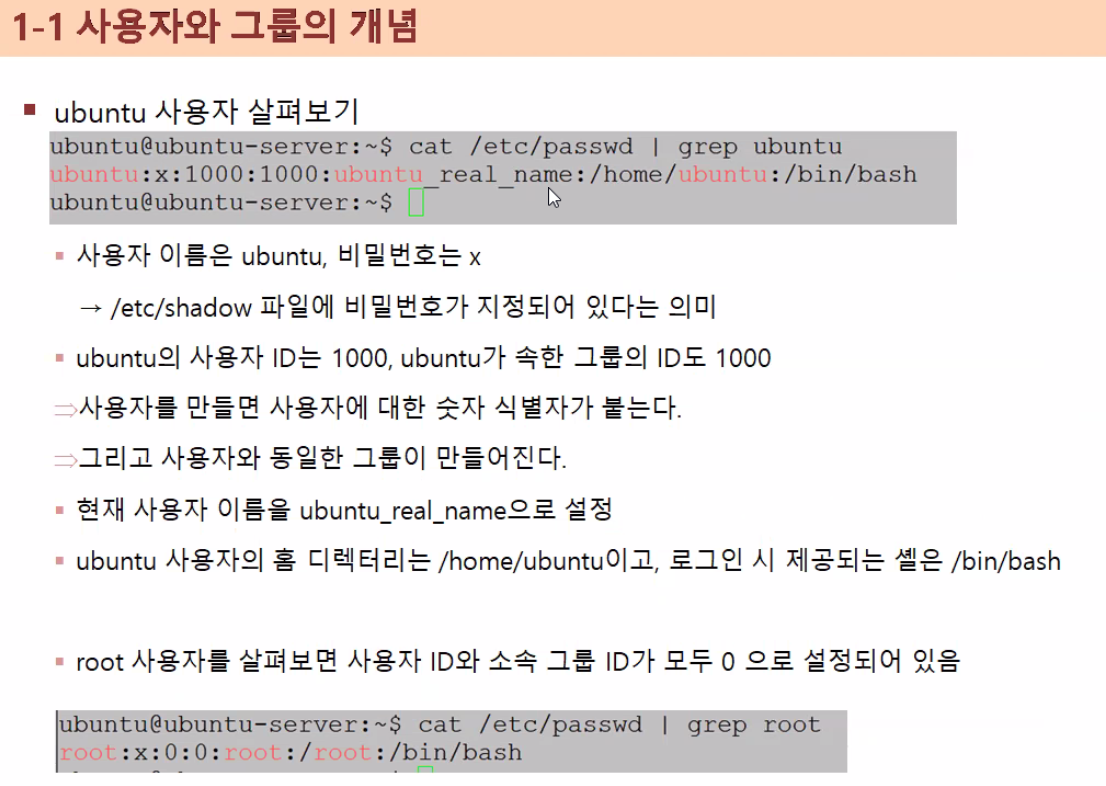 1-1 사용자와 그룹의 개념
ubuntu 사용자 살펴보기
ubuntu@ubuntu-server:~$ cat /etc/passwd | grep ubuntu
ubuntu:x:1000:1000:ubuntu_real_name:/home/ubuntu:/bin/bash
ubuntu@ubuntu-server:~$
사용자 이름은 ubuntu, 비밀번호는 x
→ /etc/shadow 파일에 비밀번호가 지정되어 있다는 의미
ubuntu의 사용자 ID는 1000, ubuntu가 속한 그룹의 ID도 1000
⇒사용자를 만들면 사용자에 대한 숫자 식별자가 붙는다.
⇒그리고 사용자와 동일한 그룹이 만들어진다.
현재 사용자 이름을 ubuntu_real_name으로 설정
ubuntu 사용자의 홈 디렉터리는 /home/ubuntu이고, 로그인 시 제공되는 셸은 /bin/bash
root 사용자를 살펴보면 사용자 ID와 소속 그룹 ID가 모두 0 으로 설정되어 있음
ubuntu@ubuntu-server:~$ cat /etc/passwd | grep root
root:x:0:0:root:/root:/bin/bash